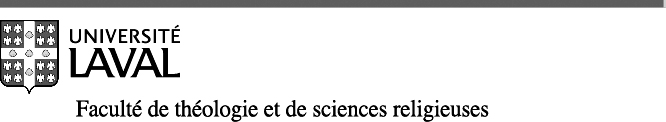 UNIVERSITÉ
LAVAL
Faculté de théologie et de sciences religieuses